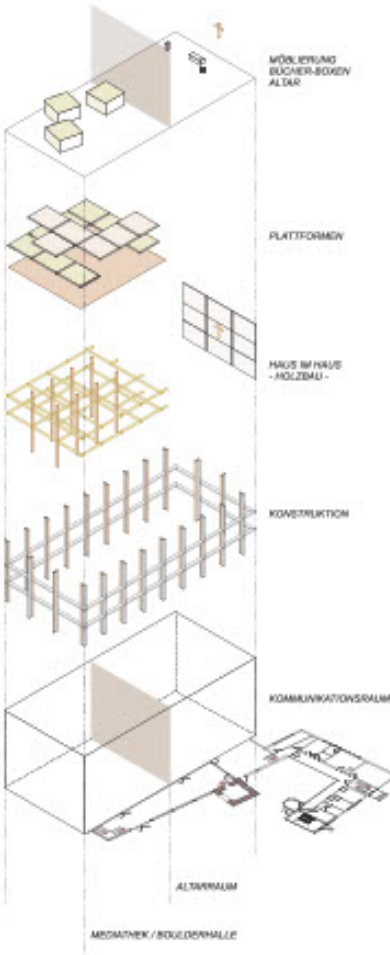 MÖBLIERUNG
BÜCHER-BOXEN
ALTAR
PLATTFORMEN
HAUS IM HAUS
- HOLZBAU -
KONSTRUKTION
KOMMUNIKATIONSRAUM
ALTARRAUM
MEDIATHEK / BOULDERHALLE